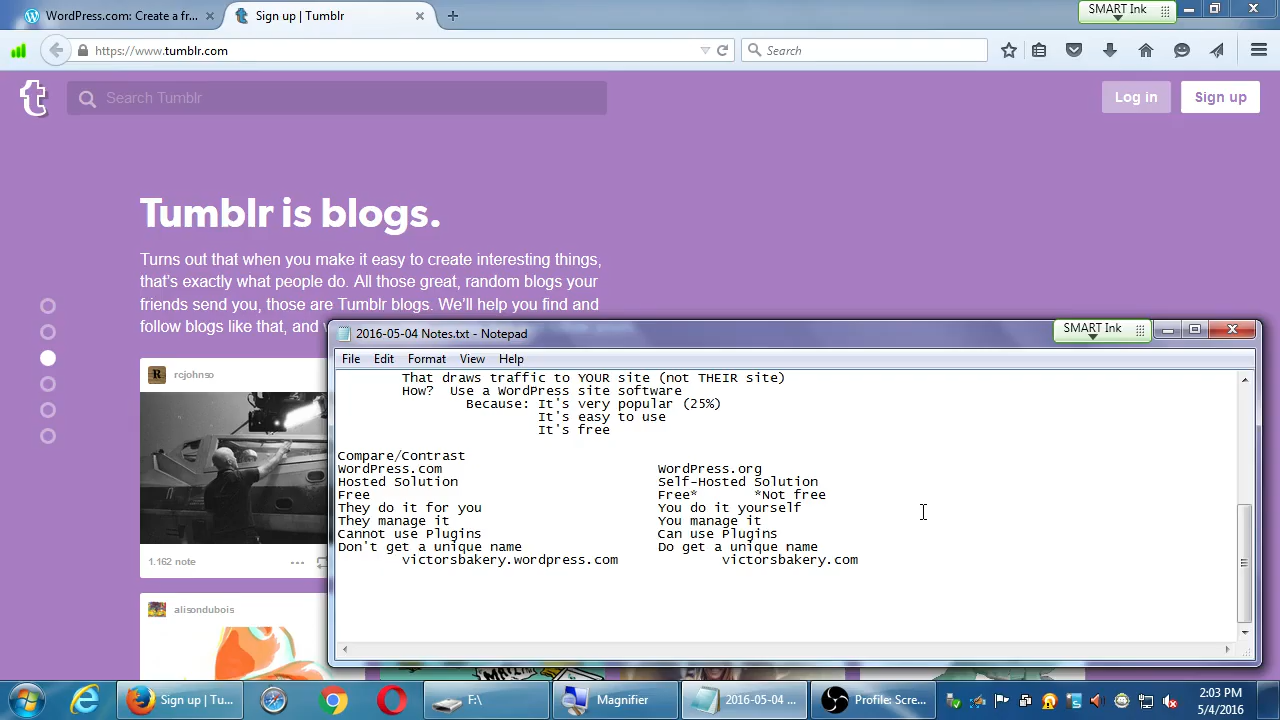 WordPress.com: Create a fr... ×
Sign up | Tumblr ×
SMART Ink
https://www.tumblr.com
Search
Search Tumblr
Log in
Sign up
Tumblr is blogs.
Turns out that when you make it easy to create interesting things,
that's exactly what people do. All those great, random blogs your
friends send you, those are Tumblr blogs. We'll help you find and
follow blogs like that, and
rcjohnso
1.162 note
alisondubois
2016-05-04 Notes.txt - Notepad
SMART Ink
File Edit Format View Help
That draws traffic to YOUR site (not THEIR site)
How? Use a WordPress site software
Because: It's very popular (25%)
It's easy to use
It's free
Compare/Contrast
WordPress.com WordPress.org
Hosted Solution Self-Hosted Solution
Free Free* *Not free
They do it for you You do it yourself
They manage it You manage it
Cannot use Plugins Can use Plugins
Don't get a unique name Do get a unique name
victorsbakery.wordpress.com victorsbakery.com
Sign up | Tu...
F:\
Magnifier
2016-05-04 ...
Profile: Scre...
2:03 PM
5/4/2016